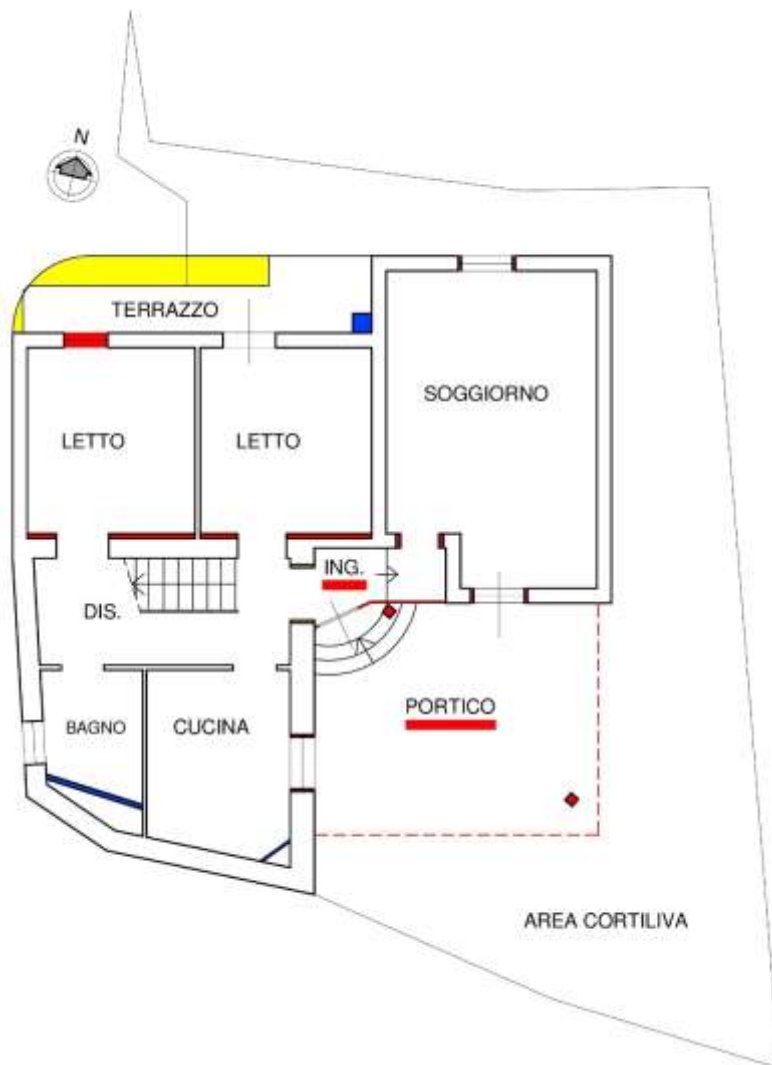 N
TERRAZZO
SOGGIORNO
LETTO
LETTO
ING.
DIS.
PORTICO
BAGNO
CUCINA
AREA CORTILIVA